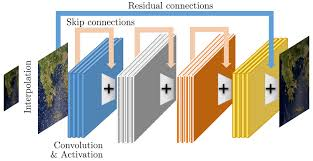 Residual connections
Skip connections
Interpolation
+
+
+
+
Convolution
& Activation